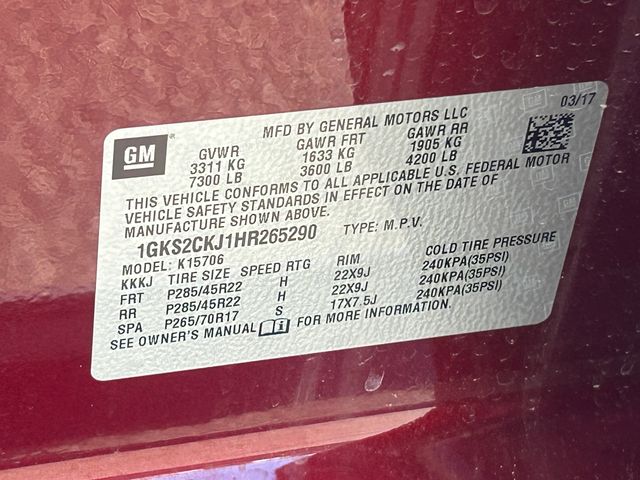 03/17
MFD BY GENERAL MOTORS LLC
GM
GVWR GAWR FRT GAWR RR
3311 KG 1633 KG 1905 KG
7300 LB 3600 LB 4200 LB
THIS VEHICLE CONFORMS TO ALL APPLICABLE U.S. FEDERAL MOTOR
VEHICLE SAFETY STANDARDS IN EFFECT ON THE DATE OF
MANUFACTURE SHOWN ABOVE.
1GKS2CKJ1HR265290 TYPE: M.P.V.
MODEL: K15706
KKKJ TIRE SIZE SPEED RTG RIM COLD TIRE PRESSURE
FRT P285/45R22 H 22X9J 240KPA(35PSI)
RR P285/45R22 H 22X9J 240KPA(35PSI)
SPA P265/70R17 S 17X7.5J 240KPA(35PSI)
SEE OWNER'S MANUAL FOR MORE INFORMATION.